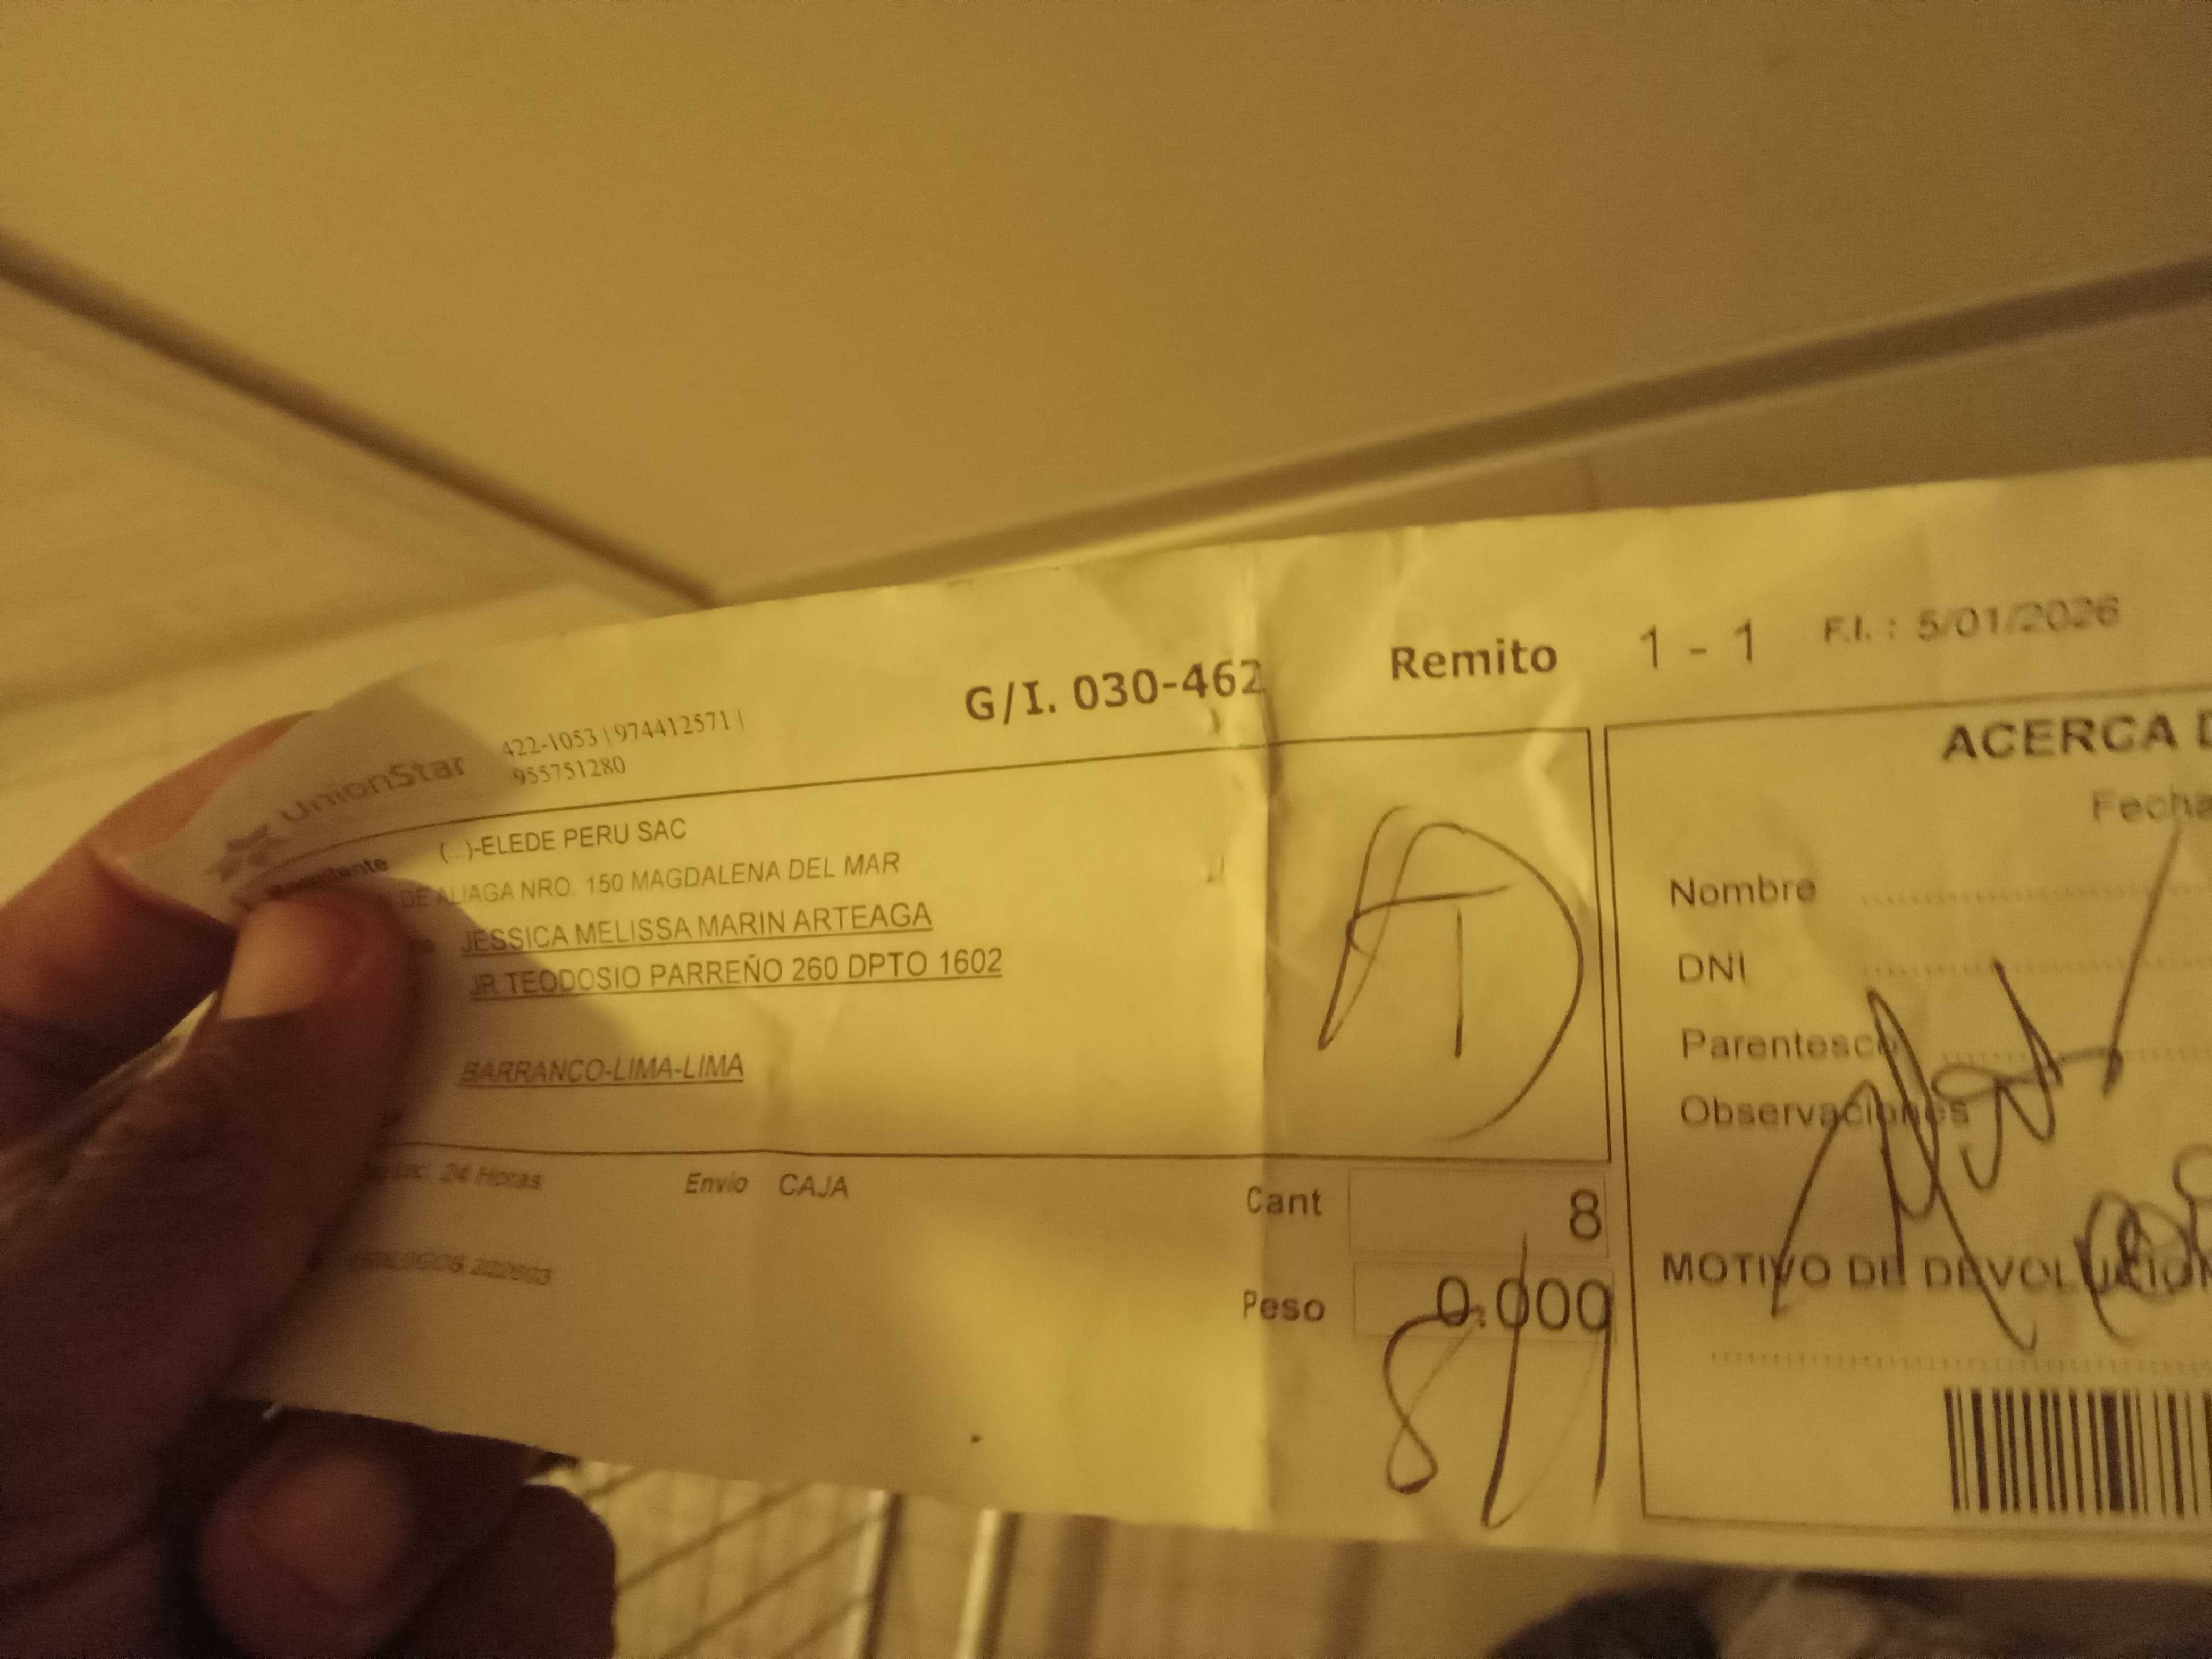 UnionStar 422-1053 | 974412571 |
955751280
G/I. 030-462
Remito 1 - 1 F.I. : 5/01/2026
(...)-ELEDE PERU SAC
DE ALIAGA NRO. 150 MAGDALENA DEL MAR
JESSICA MELISSA MARIN ARTEAGA
JR TEODOSIO PARREÑO 260 DPTO 1602
BARRANCO-LIMA-LIMA
24 Horas Envio CAJA
Cant 8
Peso 0.000
ACERCA D
Fecha
Nombre
DNI
Parentesco
Observaciones
MOTIVO DE DEVOLUCION